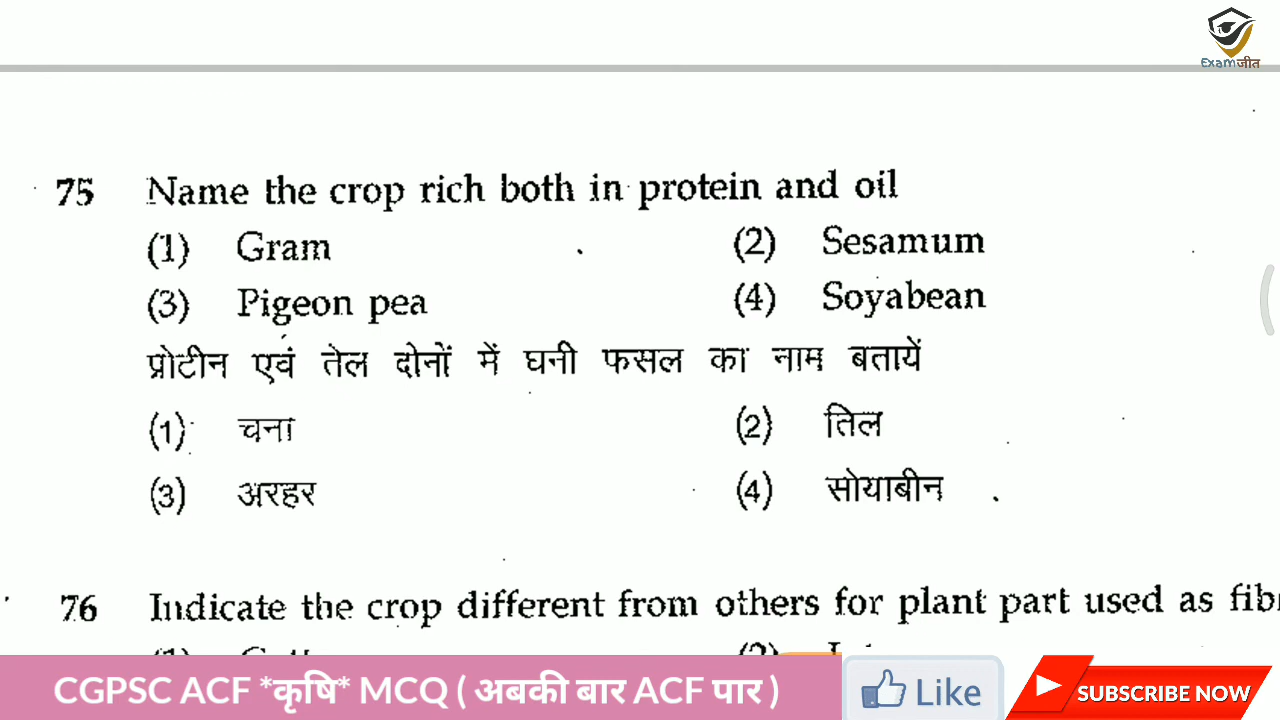 Examजीत
75 Name the crop rich both in protein and oil
(1) Gram (2) Sesamum
(3) Pigeon pea (4) Soyabean
प्रोटीन एवं तेल दोनों में घनी फसल का नाम बतायें
(1) चना (2) तिल
(3) अरहर (4) सोयाबीन
76 Indicate the crop different from others for plant part used as
CGPSC ACF *कृषि* MCQ ( अबकी बार ACF पार )
Like
SUBSCRIBE NOW